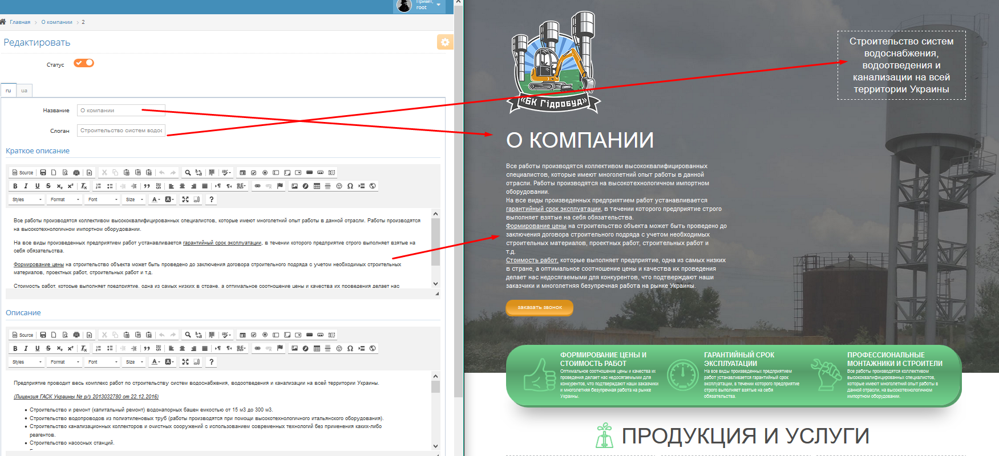 Привет,
root
Главная
О компании
2
Редактировать
Статус
ru
ua
Название
О компании
Слоган
Строительство систем водос
Краткое описание
Source
Styles
Format
Font
Size
Все работы производятся коллективом высококвалифицированных специалистов, которые имеют многолетний опыт работы в данной отрасли. Работы производятся
на высокотехнологичном импортном оборудовании.
На все виды произведенных предприятием работ устанавливается гарантийный срок эксплуатации, в течении которого предприятие строго выполняет взятые на
себя обязательства.
Формирование цены на строительство объекта может быть проведено до заключения договора строительного подряда с учетом необходимых строительных
материалов, проектных работ, строительных работ и т.д.
Стоимость работ, которые выполняет предприятие, одна из самых низких в стране, а оптимальное соотношение цены и качества их проведения делает нас
Описание
Source
Styles
Format
Font
Size
Предприятие проводит весь комплекс работ по строительству систем водоснабжения, водоотведения и канализации на всей территории Украины.
(Лицензия ГАСК Украины № р/з 2013032780 от 22.12.2016)
Строительство и ремонт (капитальный ремонт) водонапорных башен емкостью от 15 м3 до 300 м3.
Строительство водопроводов из полиэтиленовых труб (работы производятся при помощи высокотехнологичного итальянского оборудования).
Строительство канализационных коллекторов и очистных сооружений с использованием современных технологий без применения каких-либо
реагентов.
Строительство насосных станций.
«БК Гідробуд»
Строительство систем
водоснабжения,
водоотведения и
канализации на всей
территории Украины
О КОМПАНИИ
Все работы производятся коллективом высококвалифицированных
специалистов, которые имеют многолетний опыт работы в данной
отрасли. Работы производятся на высокотехнологичном импортном
оборудовании.
На все виды произведенных предприятием работ устанавливается
гарантийный срок эксплуатации, в течении которого предприятие строго
выполняет взятые на себя обязательства.
Формирование цены на строительство объекта может быть проведено до
заключения договора строительного подряда с учетом необходимых
строительных материалов, проектных работ, строительных работ и
т.д.
Стоимость работ, которые выполняет предприятие, одна из самых низких
в стране, а оптимальное соотношение цены и качества их проведения
делает нас недосягаемыми для конкурентов, что подтверждают наши
заказчики и многолетняя безупречная работа на рынке Украины.
заказать звонок
ФОРМИРОВАНИЕ ЦЕНЫ И
СТОИМОСТЬ РАБОТ
Оптимальное соотношение цены и качества их
проведения делает нас недосягаемыми для
конкурентов, что подтверждают наши заказчики
и многолетняя безупречная работа на рынке
Украины.
ГАРАНТИЙНЫЙ СРОК
ЭКСПЛУАТАЦИИ
На все виды произведенных предприятием
работ устанавливается гарантийный срок
эксплуатации, в течении которого предприятие
строго выполняет взятые на себя
обязательства.
ПРОФЕССИОНАЛЬНЫЕ
МОНТАЖНИКИ И СТРОИТЕЛИ
Все работы производятся коллективом
высококвалифицированных специалистов,
которые имеют многолетний опыт работы в
данной отрасли, на высокотехнологичном
импортном оборудовании.
ПРОДУКЦИЯ И УСЛУГИ